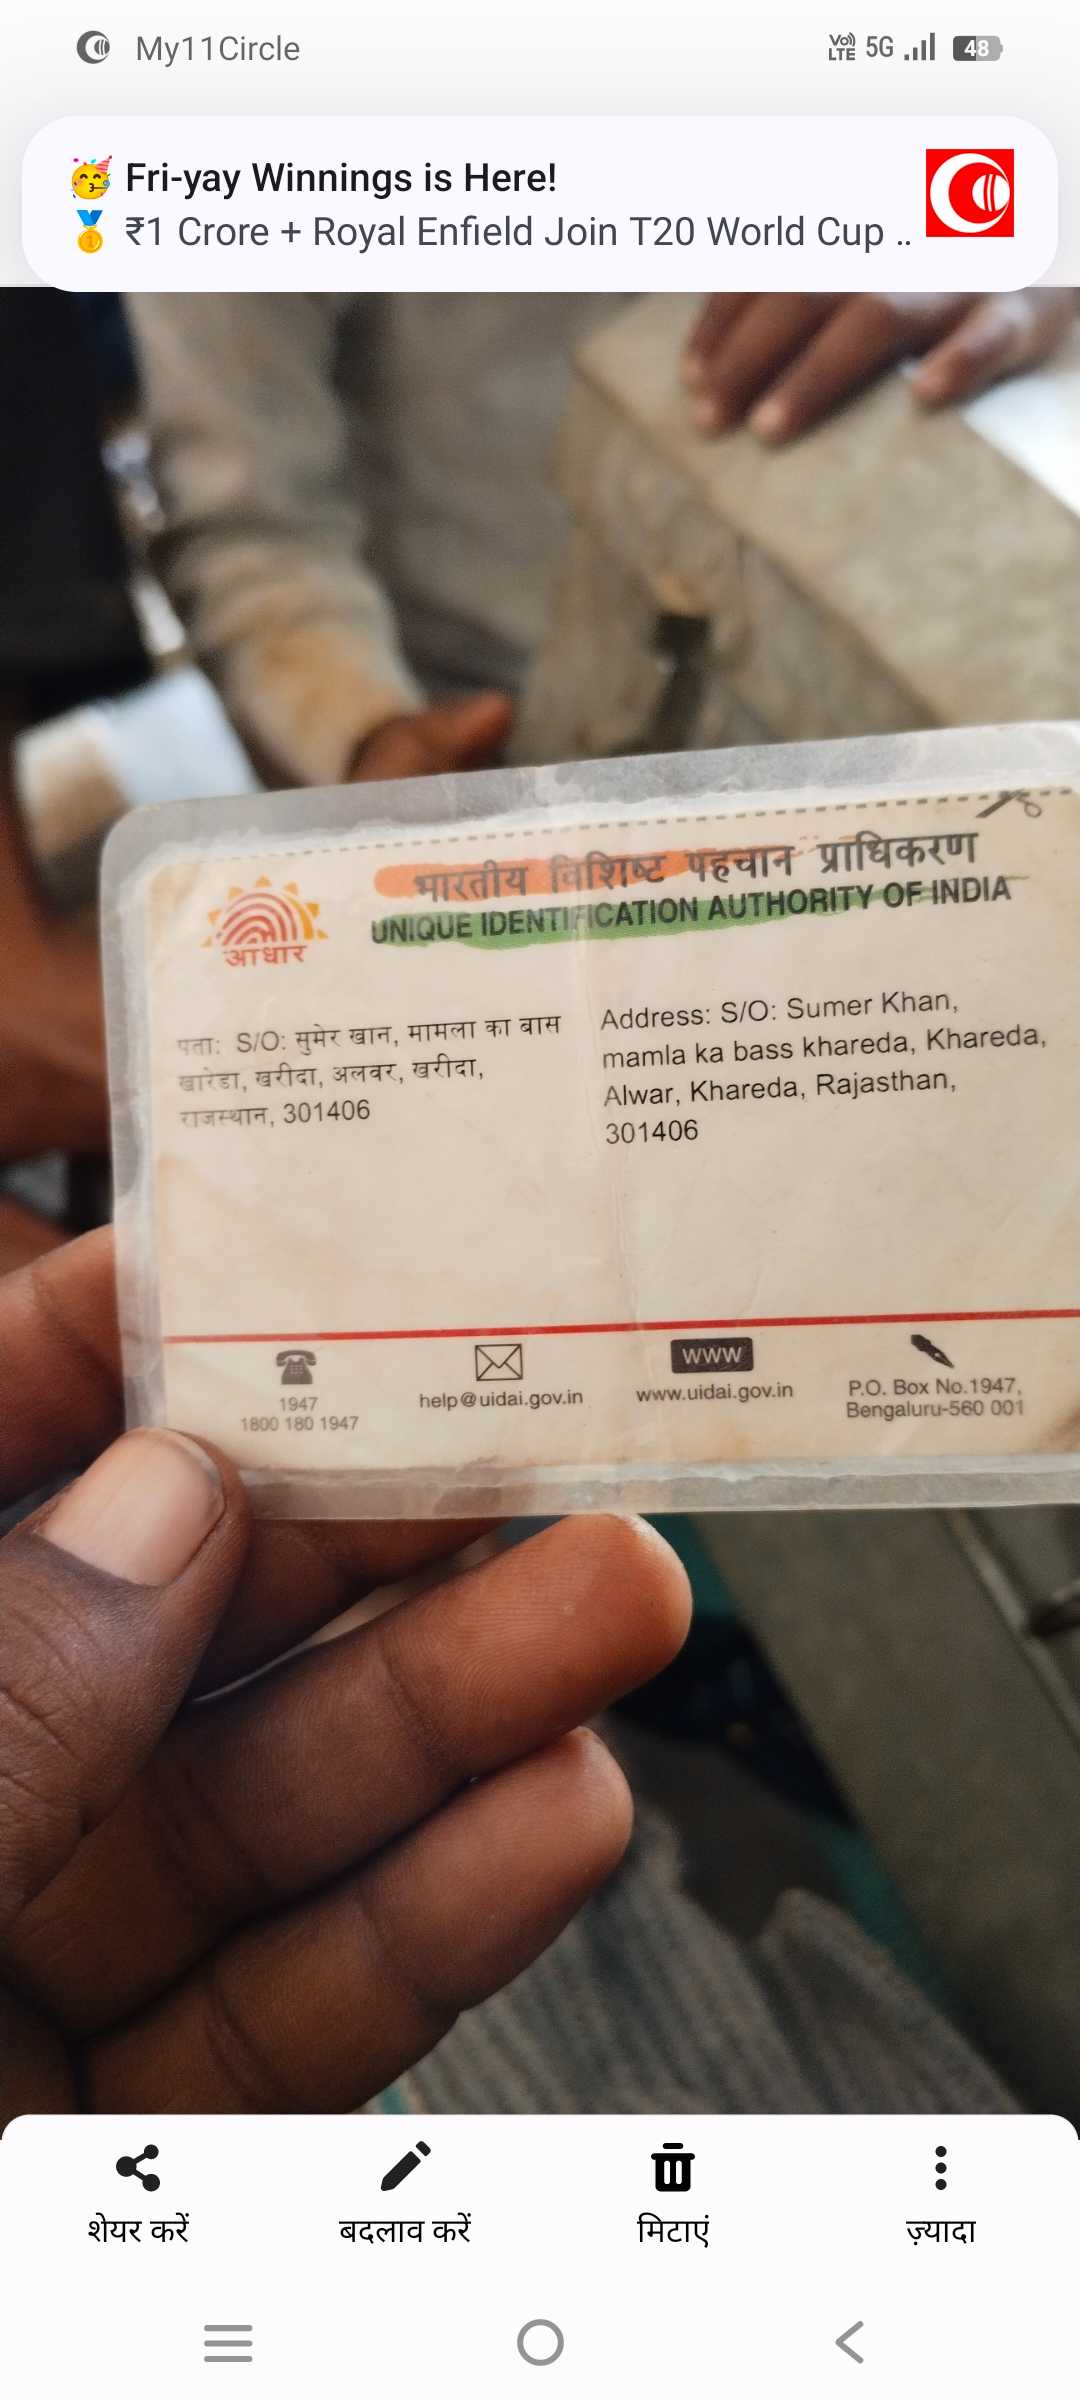 My11Circle
Vo)) LTE 5G 48
🥳 Fri-yay Winnings is Here!
🥇 ₹1 Crore + Royal Enfield Join T20 World Cup ..
भारतीय विशिष्ट पहचान प्राधिकरण
UNIQUE IDENTIFICATION AUTHORITY OF INDIA
आधार
पता: S/O: सुमेर खान, मामला का बास
खारेडा, खरीदा, अलवर, खरीदा,
राजस्थान, 301406
Address: S/O: Sumer Khan,
mamla ka bass khareda, Khareda,
Alwar, Khareda, Rajasthan,
301406
1947
1800 180 1947
help@uidai.gov.in
www
www.uidai.gov.in
P.O. Box No.1947,
Bengaluru-560 001
शेयर करें
बदलाव करें
मिटाएं
ज़्यादा